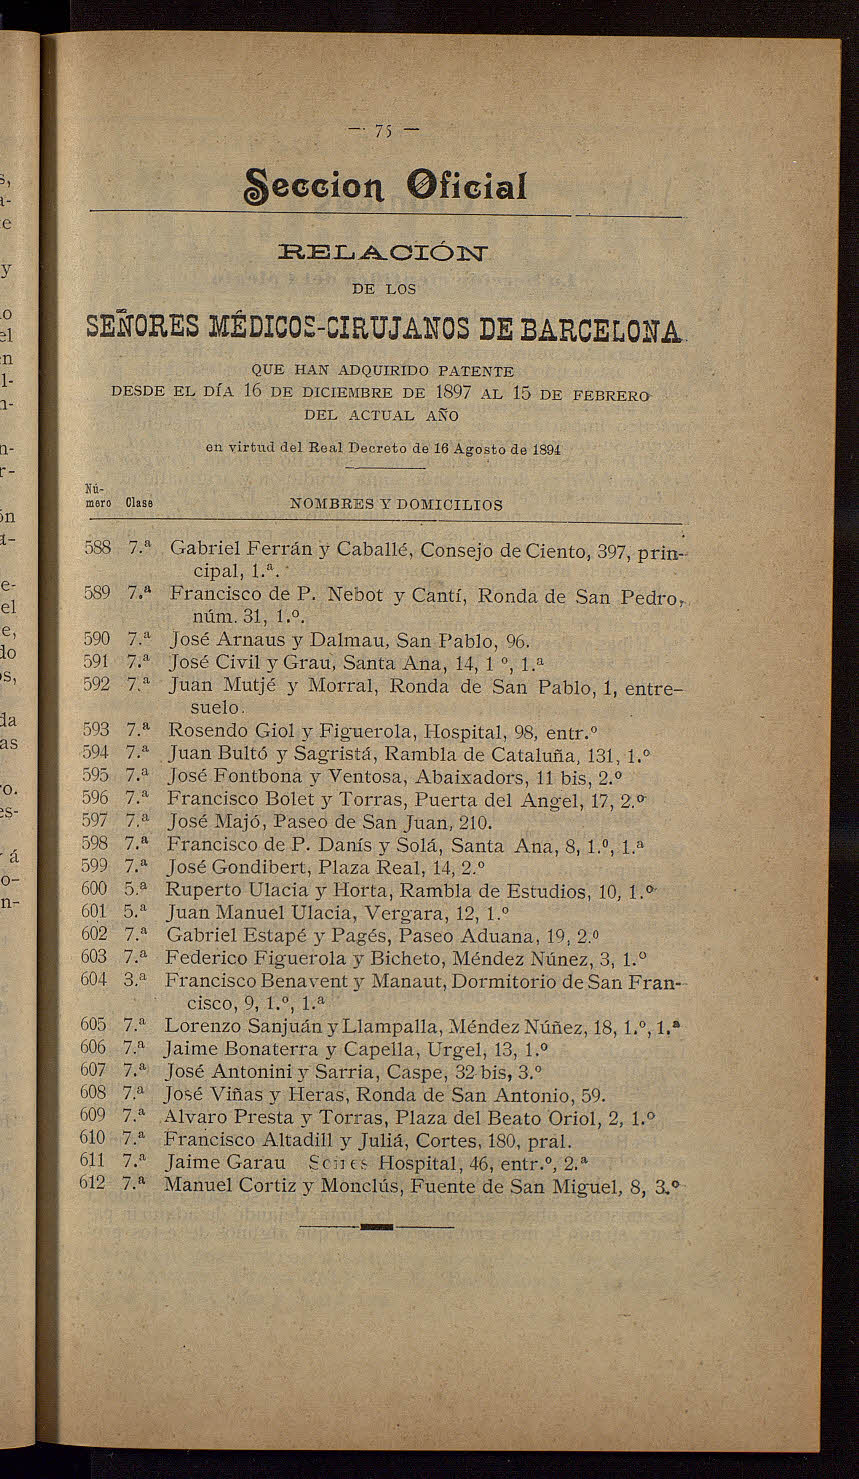 — 75 —
Seccion Oficial
RELACIÓN
DE LOS
SEÑORES MÉDICOS-CIRUJANOS DE BARCELONA
QUE HAN ADQUIRIDO PATENTE
DESDE EL DÍA 16 DE DICIEMBRE DE 1897 AL 15 DE FEBRERO
DEL ACTUAL AÑO
en virtud del Real Decreto de 16 Agosto de 1894
Nú-
mero Clase NOMBRES Y DOMICILIOS
588 7.ª Gabriel Ferrán y Caballé, Consejo de Ciento, 397, prin-
cipal, 1.ª.
589 7.ª Francisco de P. Nebot y Cantí, Ronda de San Pedro,
núm. 31, 1.º.
590 7.ª José Arnaus y Dalmau, San Pablo, 96.
591 7.ª José Civil y Grau, Santa Ana, 14, 1 º, 1.ª
592 7.ª Juan Mutjé y Morral, Ronda de San Pablo, 1, entre-
suelo.
593 7.ª Rosendo Giol y Figuerola, Hospital, 98, entr.º
594 7.ª Juan Bultó y Sagristá, Rambla de Cataluña, 131, 1.º
595 7.ª José Fontbona y Ventosa, Abaixadors, 11 bis, 2.º
596 7.ª Francisco Bolet y Torras, Puerta del Angel, 17, 2.º
597 7.ª José Majó, Paseo de San Juan, 210.
598 7.ª Francisco de P. Danís y Solá, Santa Ana, 8, 1.º, 1.ª
599 7.ª José Gondibert, Plaza Real, 14, 2.º
600 5.ª Ruperto Ulacia y Horta, Rambla de Estudios, 10, 1.º
601 5.ª Juan Manuel Ulacia, Vergara, 12, 1.º
602 7.ª Gabriel Estapé y Pagés, Paseo Aduana, 19, 2.º
603 7.ª Federico Figuerola y Bicheto, Méndez Núnez, 3, 1.º
604 3.ª Francisco Benavent y Manaut, Dormitorio de San Fran-
cisco, 9, 1.º, 1.ª
605 7.ª Lorenzo Sanjuán y Llampalla, Méndez Núñez, 18, 1.º, 1.ª
606 7.ª Jaime Bonaterra y Capella, Urgel, 13, 1.º
607 7.ª José Antonini y Sarria, Caspe, 32 bis, 3.º
608 7.ª José Viñas y Heras, Ronda de San Antonio, 59.
609 7.ª Alvaro Presta y Torras, Plaza del Beato Oriol, 2, 1.º
610 7.ª Francisco Altadill y Juliá, Cortes, 180, pral.
611 7.ª Jaime Garau Hospital, 46, entr.º, 2.ª
612 7.ª Manuel Cortiz y Monclús, Fuente de San Miguel, 8, 3.º